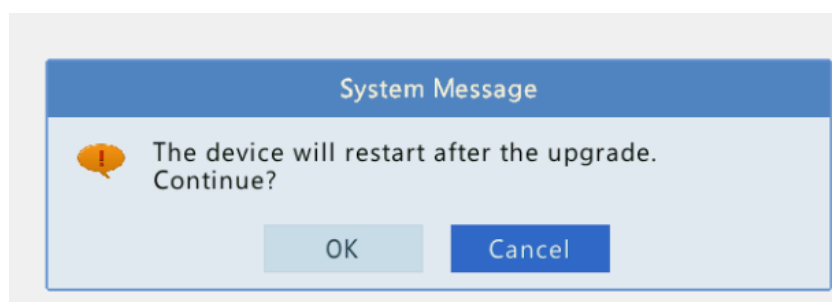 System Message
The device will restart after the upgrade.
Continue?
OK
Cancel